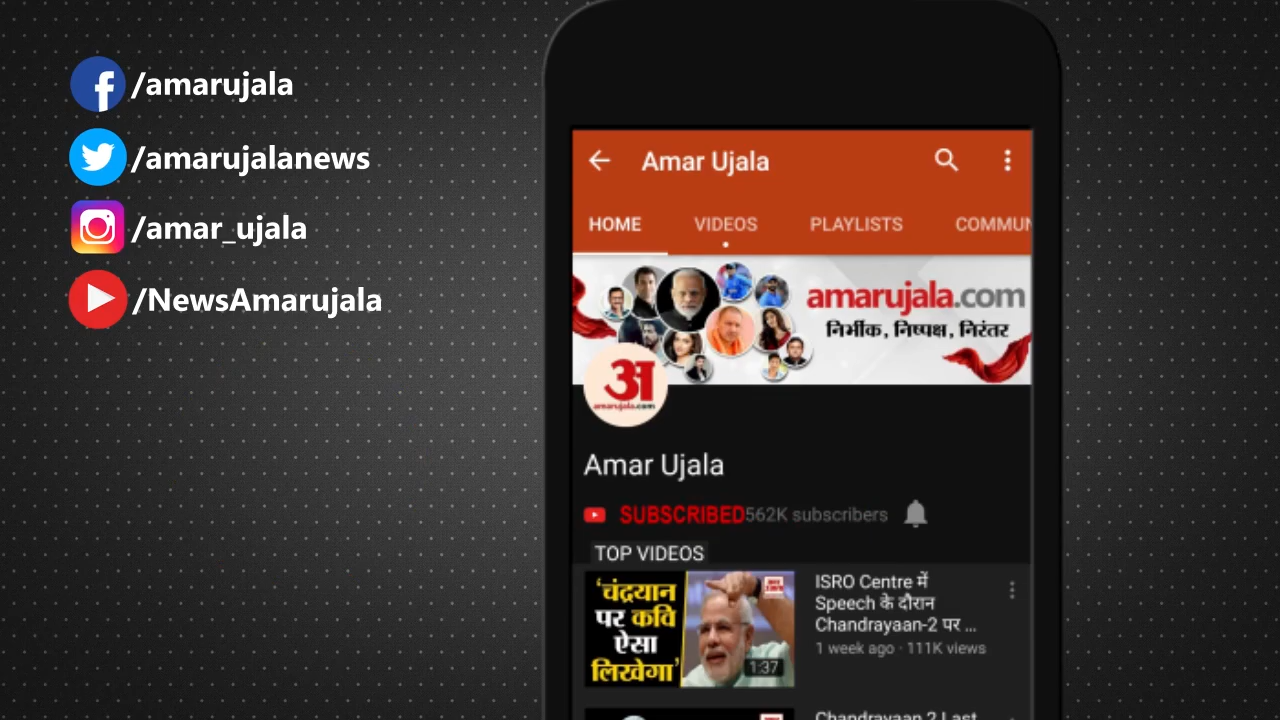 /amarujala
/amarujalanews
/amar_ujala
/NewsAmarujala
Amar Ujala
HOME VIDEOS PLAYLISTS COMMUN
amarujala.com
निर्भीक, निष्पक्ष, निरंतर
अ
amarujala.com
Amar Ujala
SUBSCRIBED 562K subscribers
TOP VIDEOS
'चंद्रयान
पर कवि
ऐसा
लिखेगा'
1:37
ISRO Centre में
Speech के दौरान
Chandrayaan-2 पर ...
1 week ago · 111K views
Chandrayaan 2 Last